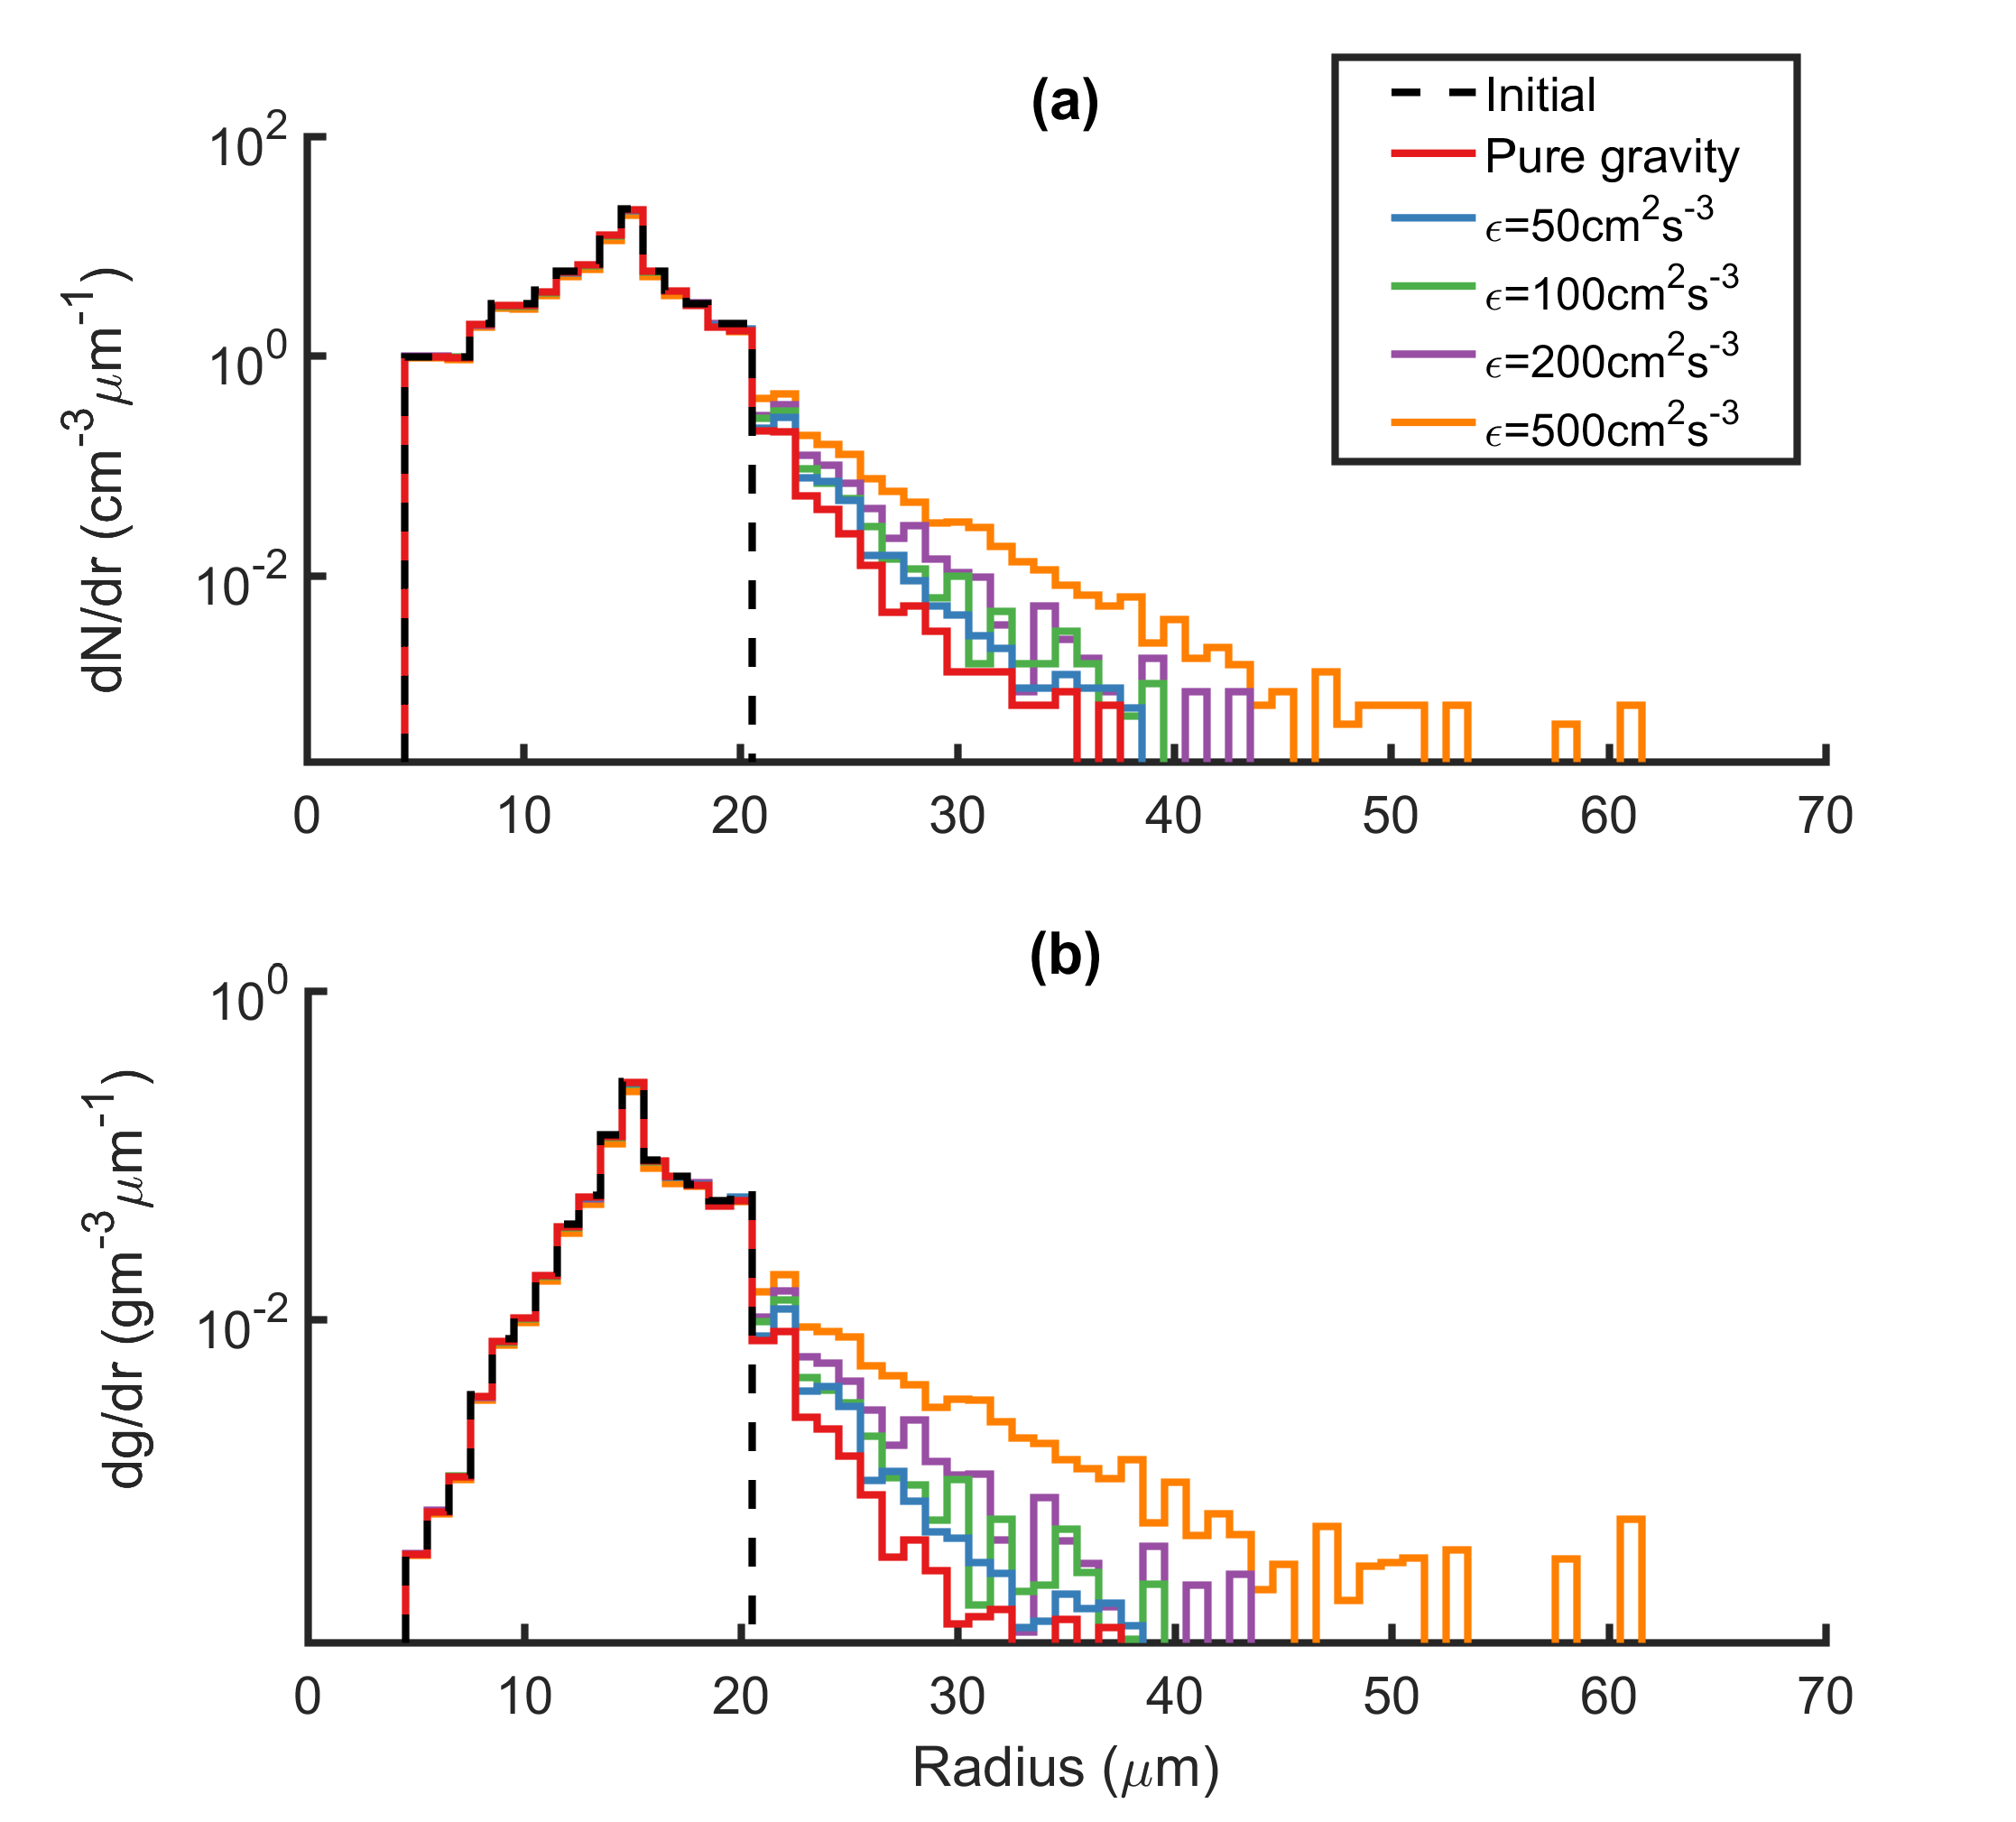 (a)
Initial
Pure gravity
ϵ=50cm²s⁻³
ϵ=100cm²s⁻³
ϵ=200cm²s⁻³
ϵ=500cm²s⁻³
10²
10⁰
10⁻²
dN/dr (cm⁻³μm⁻¹)
0 10 20 30 40 50 60 70
(b)
10⁰
10⁻²
dg/dr (gm⁻³μm⁻¹)
0 10 20 30 40 50 60 70
Radius (μm)